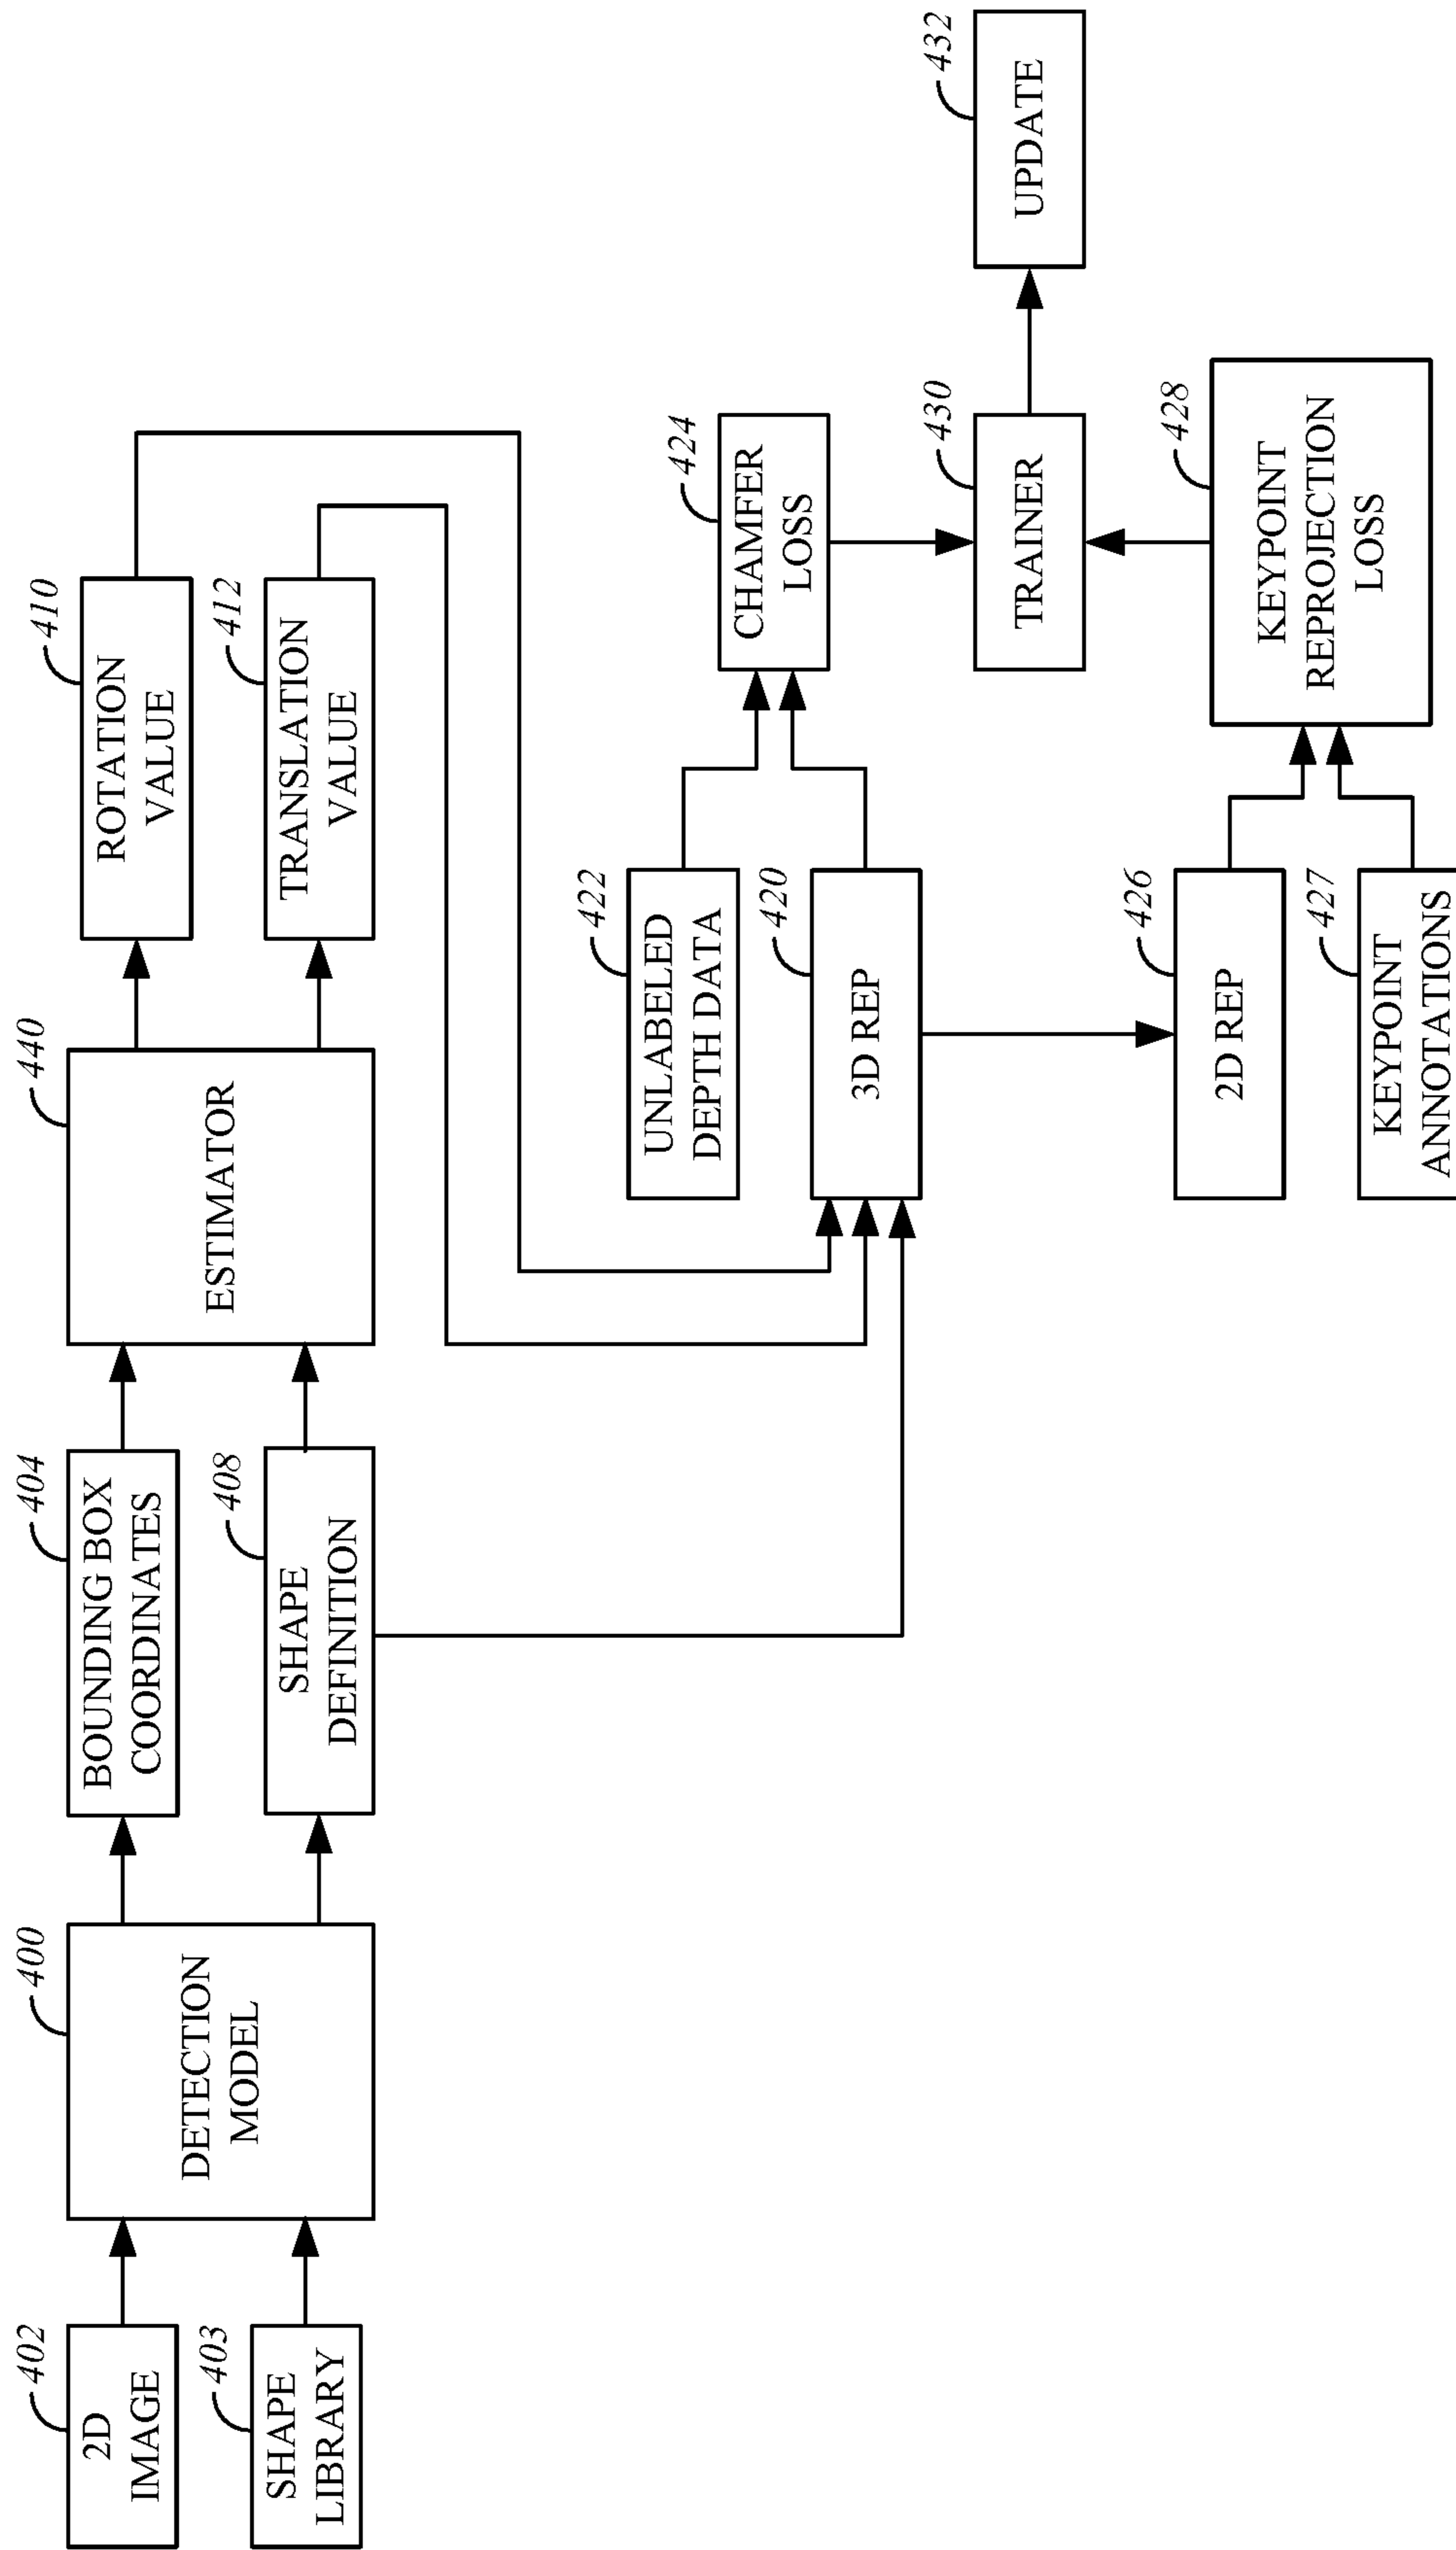 402
2D
IMAGE
403
SHAPE
LIBRARY
400
DETECTION
MODEL
404
BOUNDING BOX
COORDINATES
408
SHAPE
DEFINITION
440
ESTIMATOR
410
ROTATION
VALUE
412
TRANSLATION
VALUE
422
UNLABELED
DEPTH DATA
420
3D REP
424
CHAMFER
LOSS
430
TRAINER
432
UPDATE
426
2D REP
427
KEYPOINT
ANNOTATIONS
428
KEYPOINT
REPROJECTION
LOSS